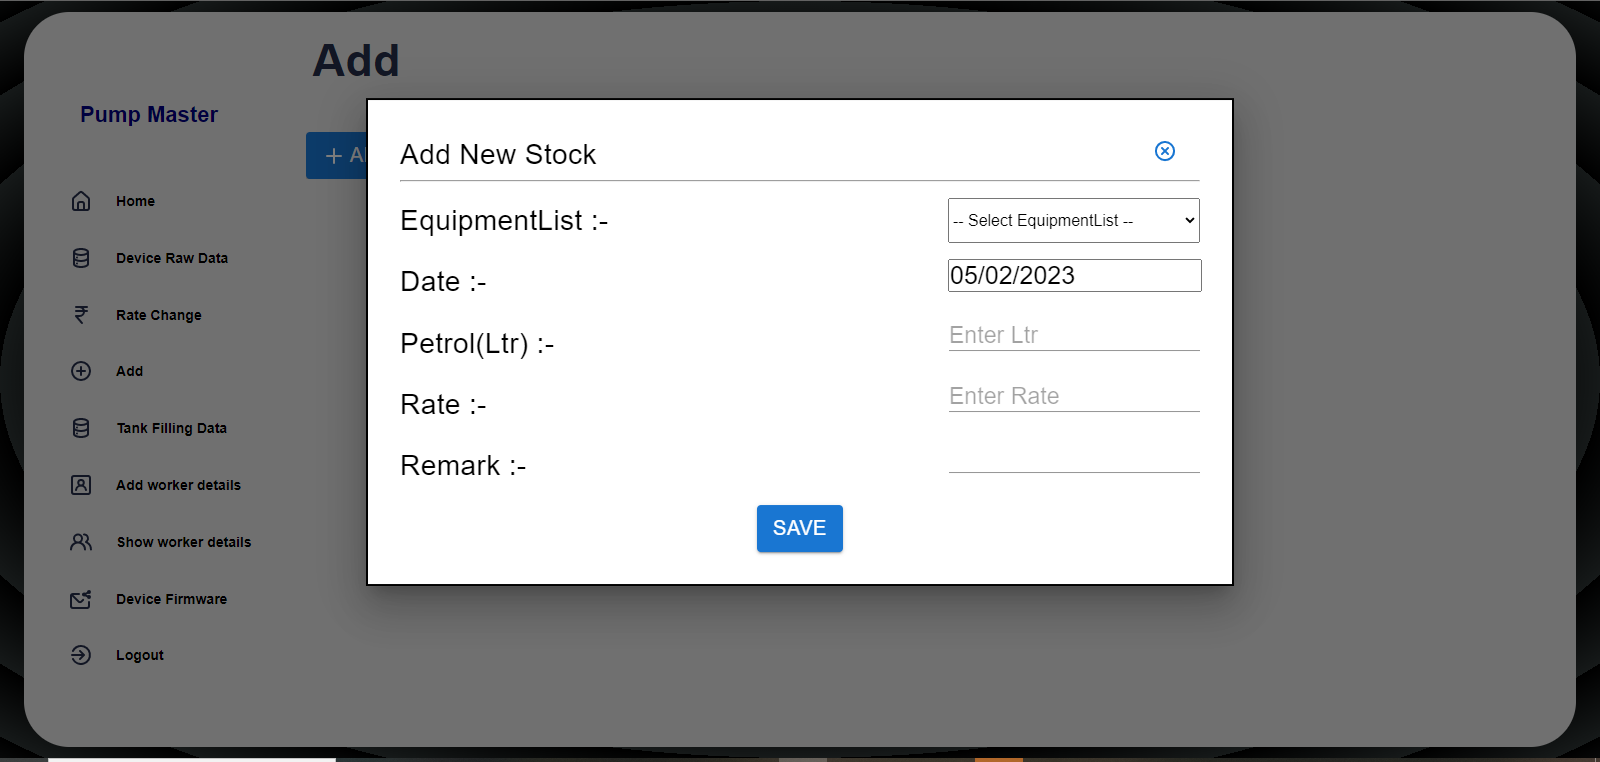 Add
Pump Master
Home
Device Raw Data
Rate Change
Add
Tank Filling Data
Add worker details
Show worker details
Device Firmware
Logout
Add New Stock
EquipmentList :-
-- Select EquipmentList --
Date :-
05/02/2023
Petrol(Ltr) :-
Enter Ltr
Rate :-
Enter Rate
Remark :-
SAVE